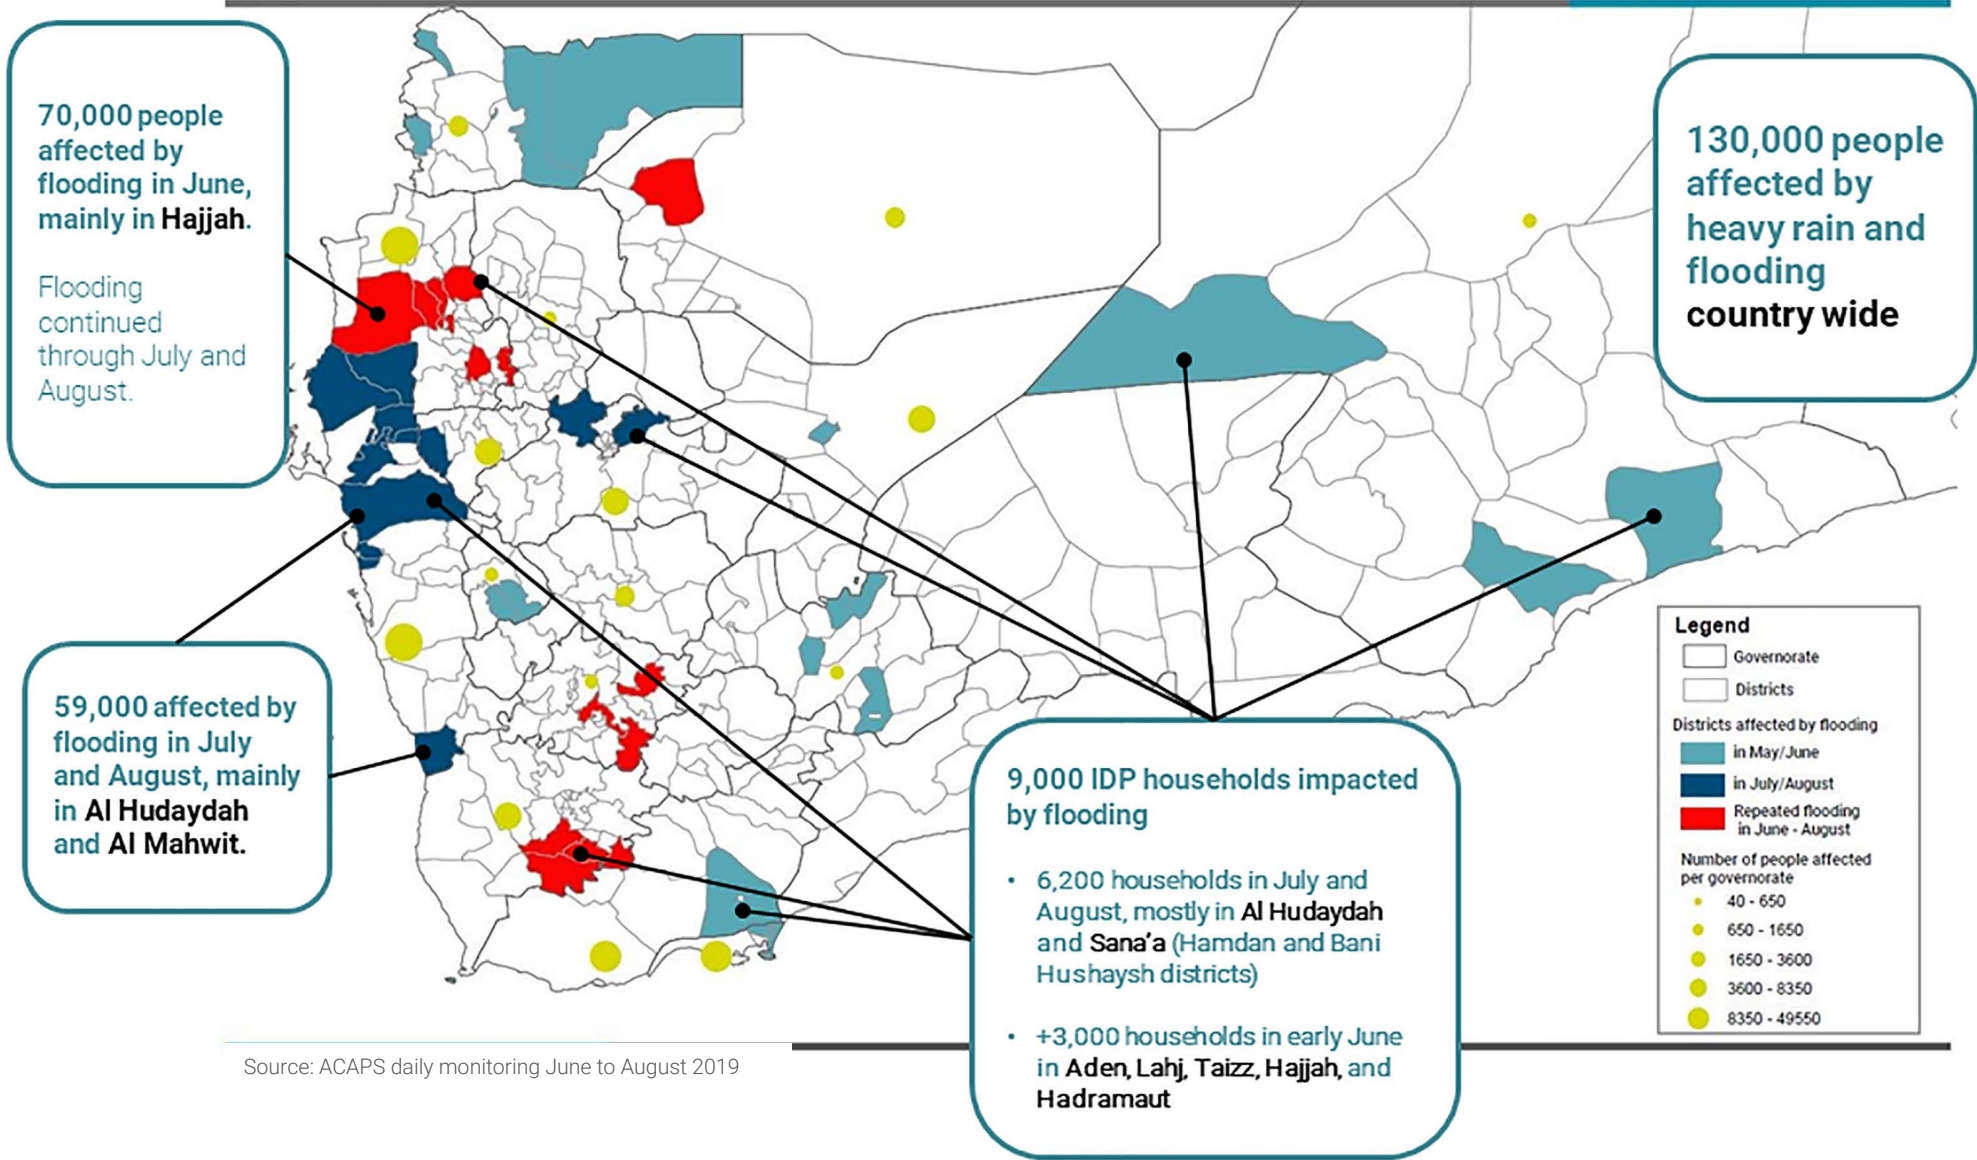 70,000 people
affected by
flooding in June,
mainly in Hajjah.
Flooding
continued
through July and
August.
130,000 people
affected by
heavy rain and
flooding
country wide
59,000 affected by
flooding in July
and August, mainly
in Al Hudaydah
and Al Mahwit.
9,000 IDP households impacted
by flooding
• 6,200 households in July and
August, mostly in Al Hudaydah
and Sana’a (Hamdan and Bani
Hushaysh districts)
• +3,000 households in early June
in Aden, Lahj, Taizz, Hajjah, and
Hadramaut
Legend
Governorate
Districts
Districts affected by flooding
in May/June
in July/August
Repeated flooding
in June - August
Number of people affected
per governorate
40 - 650
650 - 1650
1650 - 3600
3600 - 8350
8350 - 49550
Source: ACAPS daily monitoring June to August 2019